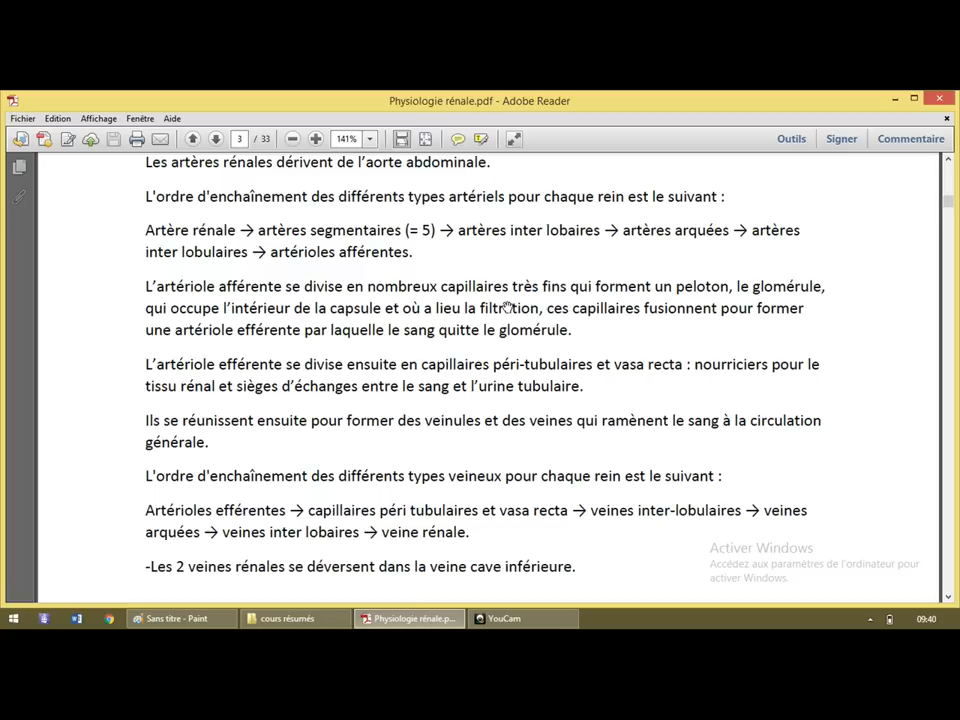 Physiologie rénale.pdf - Adobe Reader
Fichier Edition Affichage Fenêtre Aide
3 / 33 141% Outils Signer Commentaire
Les artères rénales dérivent de l’aorte abdominale.
L'ordre d'enchaînement des différents types artériels pour chaque rein est le suivant :
Artère rénale → artères segmentaires (= 5) → artères inter lobaires → artères arquées → artères
inter lobulaires → artérioles afférentes.
L’artériole afférente se divise en nombreux capillaires très fins qui forment un peloton, le glomérule,
qui occupe l’intérieur de la capsule et où a lieu la filtration, ces capillaires fusionnent pour former
une artériole efférente par laquelle le sang quitte le glomérule.
L’artériole efférente se divise ensuite en capillaires péri-tubulaires et vasa recta : nourriciers pour le
tissu rénal et sièges d’échanges entre le sang et l’urine tubulaire.
Ils se réunissent ensuite pour former des veinules et des veines qui ramènent le sang à la circulation
générale.
L'ordre d'enchaînement des différents types veineux pour chaque rein est le suivant :
Artérioles efférentes → capillaires péri tubulaires et vasa recta → veines inter-lobulaires → veines
arquées → veines inter lobaires → veine rénale.
-Les 2 veines rénales se déversent dans la veine cave inférieure.
Activer Windows
Accédez aux paramètres de l'ordinateur pour
activer Windows.
Sans titre - Paint cours résumés Physiologie rénale.p... YouCam 09:40